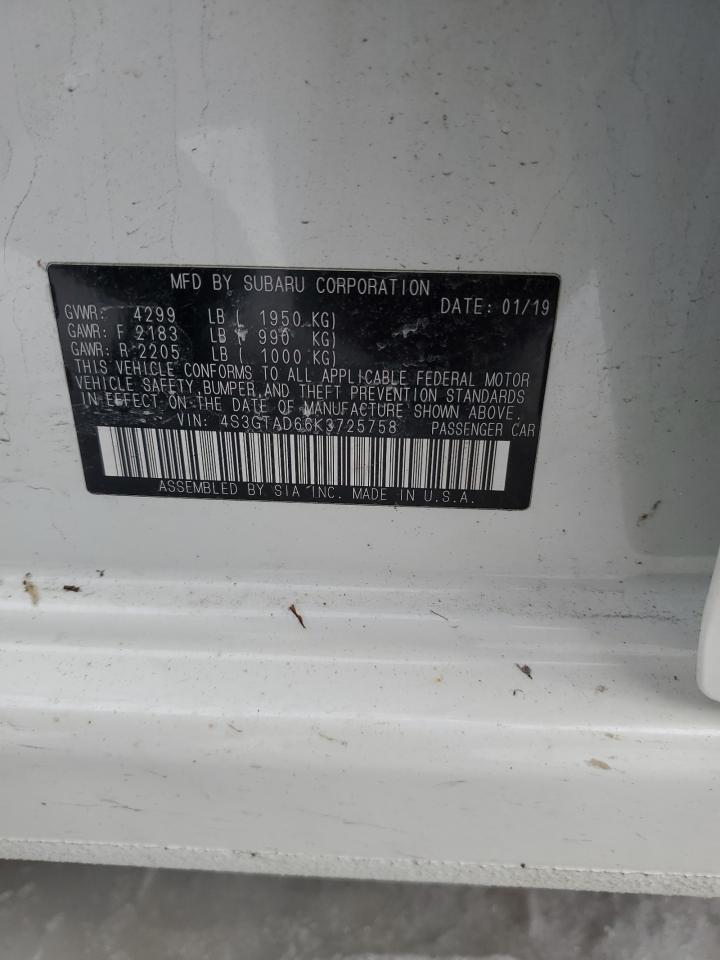 MFD BY SUBARU CORPORATION
GVWR: 4299 LB ( 1950 KG) DATE: 01/19
GAWR: F 2183 LB ( 990 KG)
GAWR: R 2205 LB ( 1000 KG)
THIS VEHICLE CONFORMS TO ALL APPLICABLE FEDERAL MOTOR
VEHICLE SAFETY, BUMPER, AND THEFT PREVENTION STANDARDS
IN EFFECT ON THE DATE OF MANUFACTURE SHOWN ABOVE.
VIN: 4S3GTAD66K3725758 PASSENGER CAR
ASSEMBLED BY SIA INC. MADE IN U.S.A.